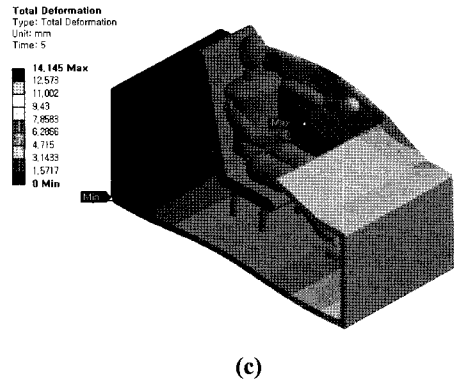 Total Deformation
Type: Total Deformation
Unit: mm
Time: 5
14,145 Max
12,573
11,002
9,43
7,8583
6,2866
4,715
3,1433
1,5717
0 Min
Max
Min
(c)